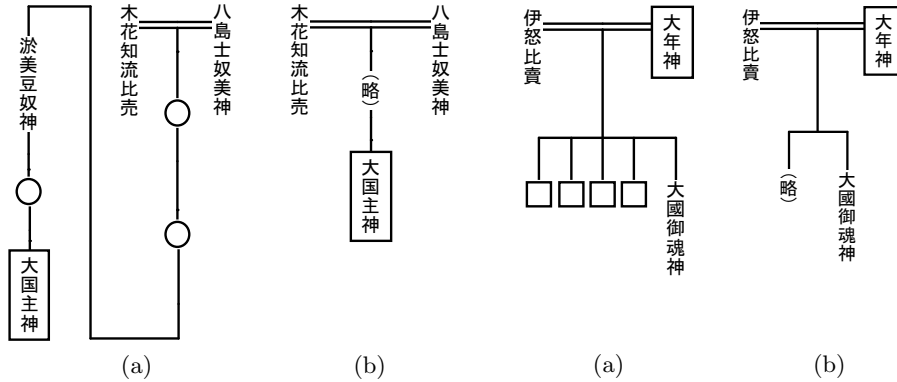 八島士奴美神
木花知流比売
淤美豆奴神
大国主神
(a)
八島士奴美神
木花知流比売
(略)
大国主神
(b)
大年神
伊怒比賣
大國御魂神
(a)
大年神
伊怒比賣
大國御魂神
(略)
(b)